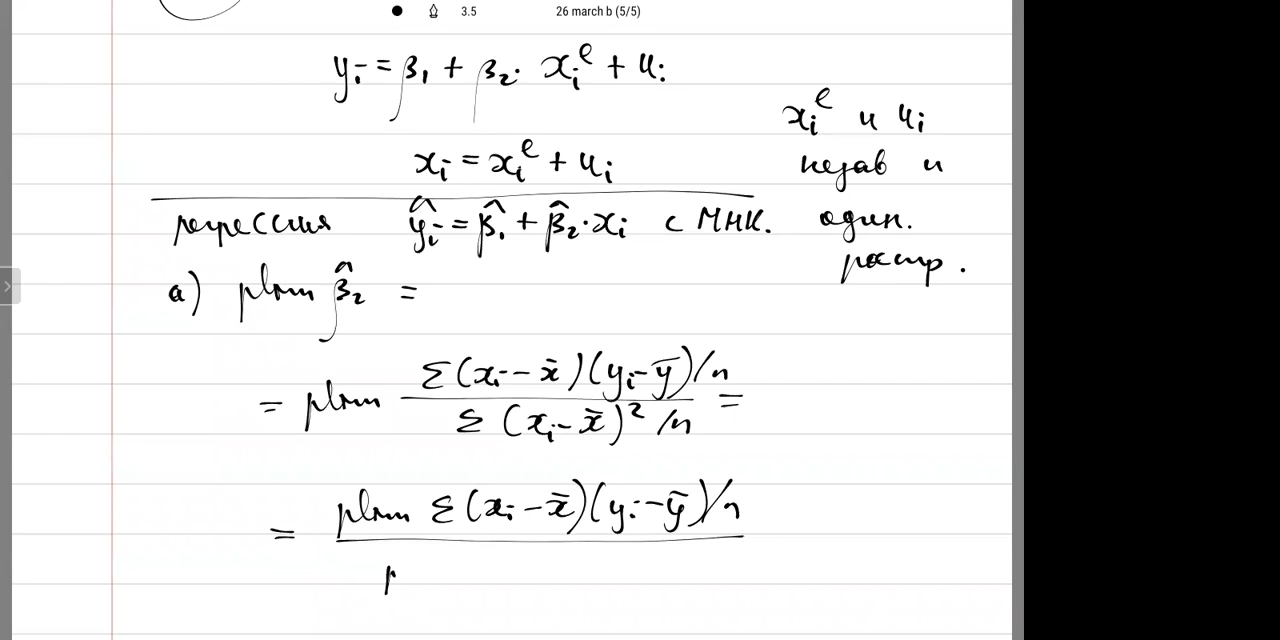 3.5 26 march b (5/5)
yᵢ = β₁ + β₂ · xᵢᵉ + uᵢ
xᵢᵉ и uᵢ
xᵢ = xᵢᵉ + uᵢ
незав и
регрессия ŷᵢ = β̂₁ + β̂₂ · xᵢ с МНК.
один.
распр.
а) plim β̂₂ =
= plim (Σ(xᵢ - x̄)(yᵢ - ȳ)/n) / (Σ(xᵢ - x̄)²/n) =
= plim Σ(xᵢ - x̄)(yᵢ - ȳ)/n
p